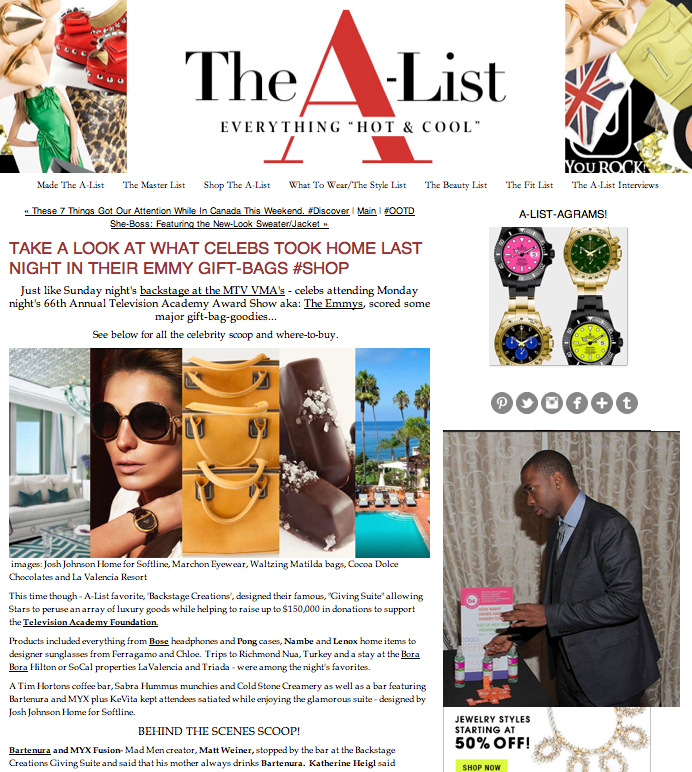 The A-List
EVERYTHING "HOT & COOL"
YOU ROCK!
Made The A-List The Master List Shop The A-List What To Wear/The Style List The Beauty List The Fit List The A-List Interviews
« These 7 Things Got Our Attention While In Canada This Weekend. #Discover | Main | #OOTD
She-Boss: Featuring the New-Look Sweater/Jacket »
TAKE A LOOK AT WHAT CELEBS TOOK HOME LAST
NIGHT IN THEIR EMMY GIFT-BAGS #SHOP
Just like Sunday night's backstage at the MTV VMA's - celebs attending Monday
night's 66th Annual Television Academy Award Show aka: The Emmys, scored some
major gift-bag-goodies...
See below for all the celebrity scoop and where-to-buy.
images: Josh Johnson Home for Softline, Marchon Eyewear, Waltzing Matilda bags, Cocoa Dolce
Chocolates and La Valencia Resort
This time though - A-List favorite, 'Backstage Creations', designed their famous, "Giving Suite" allowing
Stars to peruse an array of luxury goods while helping to raise up to $150,000 in donations to support
the Television Academy Foundation.
Products included everything from Bose headphones and Pong cases, Nambe and Lenox home items to
designer sunglasses from Ferragamo and Chloe. Trips to Richmond Nua, Turkey and a stay at the Bora
Bora Hilton or SoCal properties LaValencia and Triada - were among the night's favorites.
A Tim Hortons coffee bar, Sabra Hummus munchies and Cold Stone Creamery as well as a bar featuring
Bartenura and MYX plus KeVita kept attendees satiated while enjoying the glamorous suite - designed by
Josh Johnson Home for Softline.
BEHIND THE SCENES SCOOP!
Bartenura and MYX Fusion- Mad Men creator, Matt Weiner, stopped by the bar at the Backstage
Creations Giving Suite and said that his mother always drinks Bartenura. Katherine Heigl said
A-LIST-AGRAMS!
JEWELRY STYLES
STARTING AT
50% OFF!
SHOP NOW